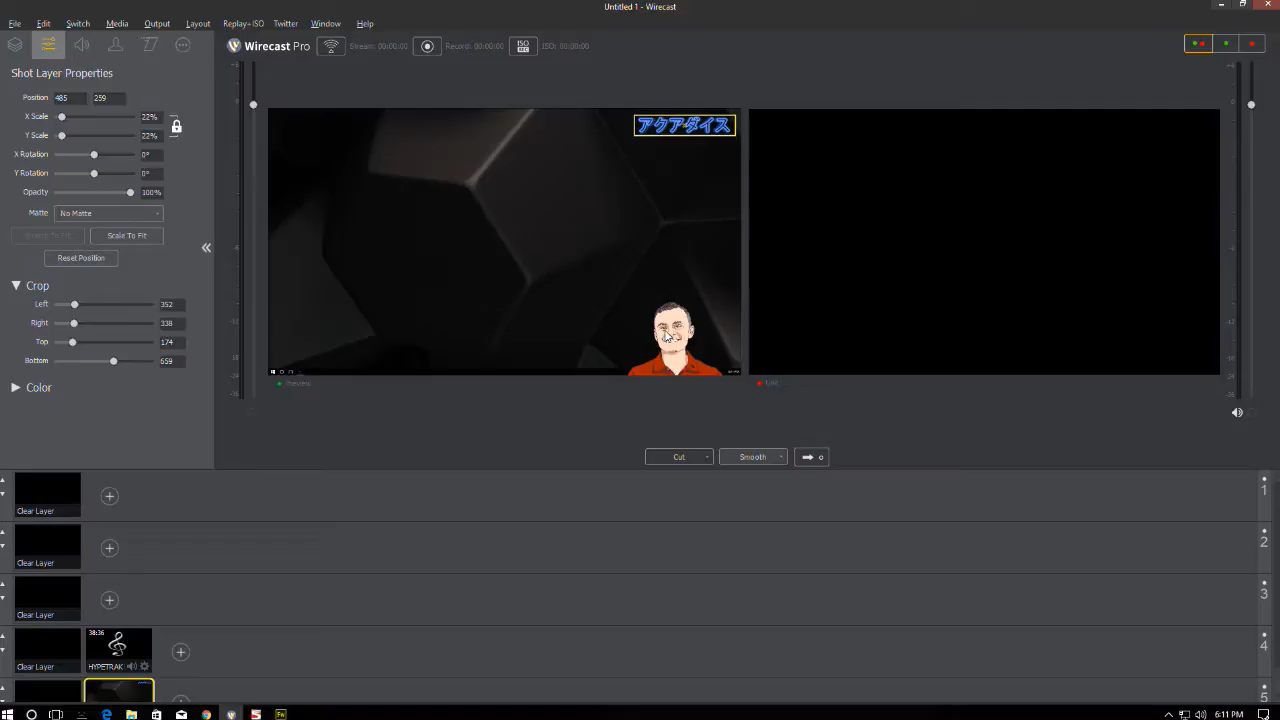 Untitled 1 - Wirecast
File Edit Switch Media Output Layout Replay+ISO Twitter Window Help
Wirecast Pro Stream: 00:00:00 Record: 00:00:00 ISO: 00:00:00
Shot Layer Properties
Position 485 259
X Scale 22%
Y Scale 22%
X Rotation 0°
Y Rotation 0°
Opacity 100%
Matte No Matte
Scale To Fit
Reset Position
Crop
Left 352
Right 338
Top 174
Bottom 659
Color
アクアダイス
Preview
Live
Cut Smooth
Clear Layer
1
Clear Layer
2
Clear Layer
3
38:36
Clear Layer HYPETRAK
4
5
6:11 PM